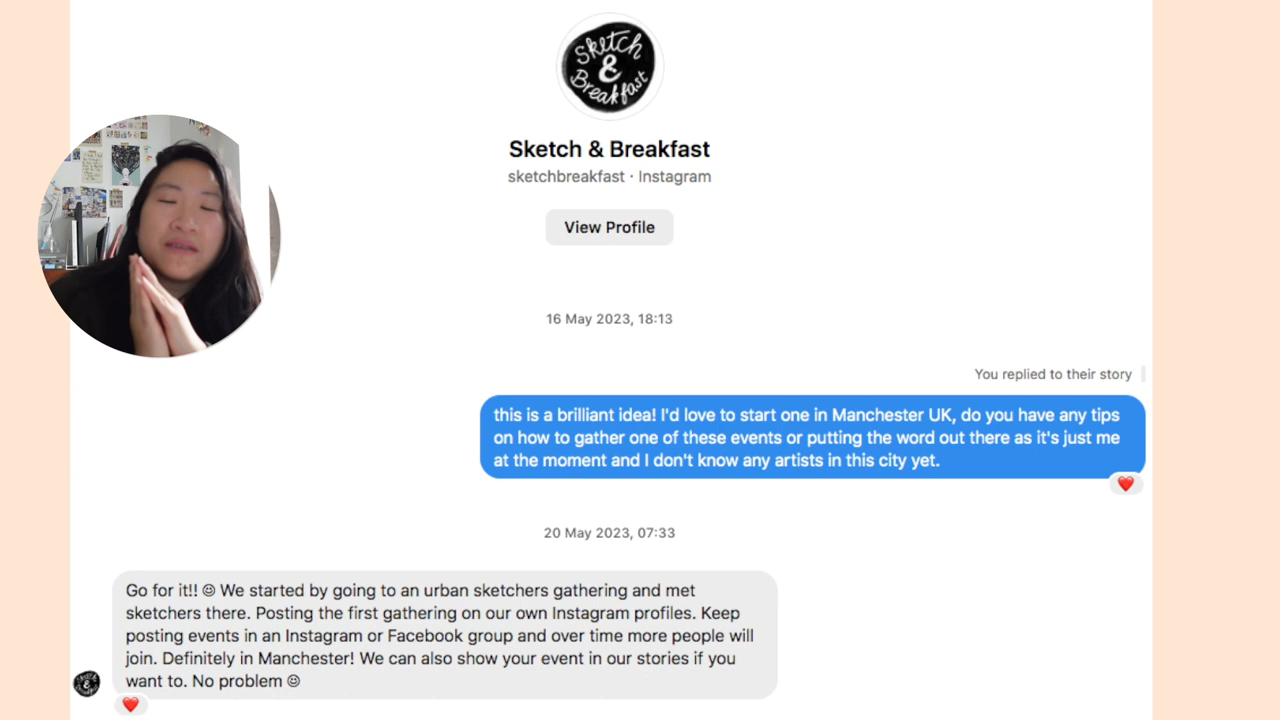 Sketch
&
Breakfast
Sketch & Breakfast
sketchbreakfast · Instagram
View Profile
16 May 2023, 18:13
You replied to their story
this is a brilliant idea! I'd love to start one in Manchester UK, do you have any tips
on how to gather one of these events or putting the word out there as it's just me
at the moment and I don't know any artists in this city yet.
20 May 2023, 07:33
Go for it!! ☺ We started by going to an urban sketchers gathering and met
sketchers there. Posting the first gathering on our own Instagram profiles. Keep
posting events in an Instagram or Facebook group and over time more people will
join. Definitely in Manchester! We can also show your event in our stories if you
want to. No problem ☺
Sketch
&
Breakfast